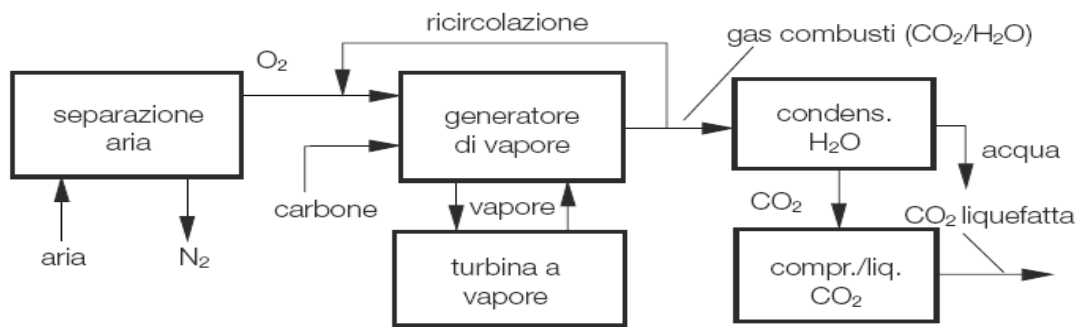 ricircolazione
gas combusti (CO₂/H₂O)
O₂
separazione
aria
generatore
di vapore
condens.
H₂O
acqua
carbone
vapore
CO₂
CO₂ liquefatta
aria
N₂
turbina a
vapore
compr./liq.
CO₂